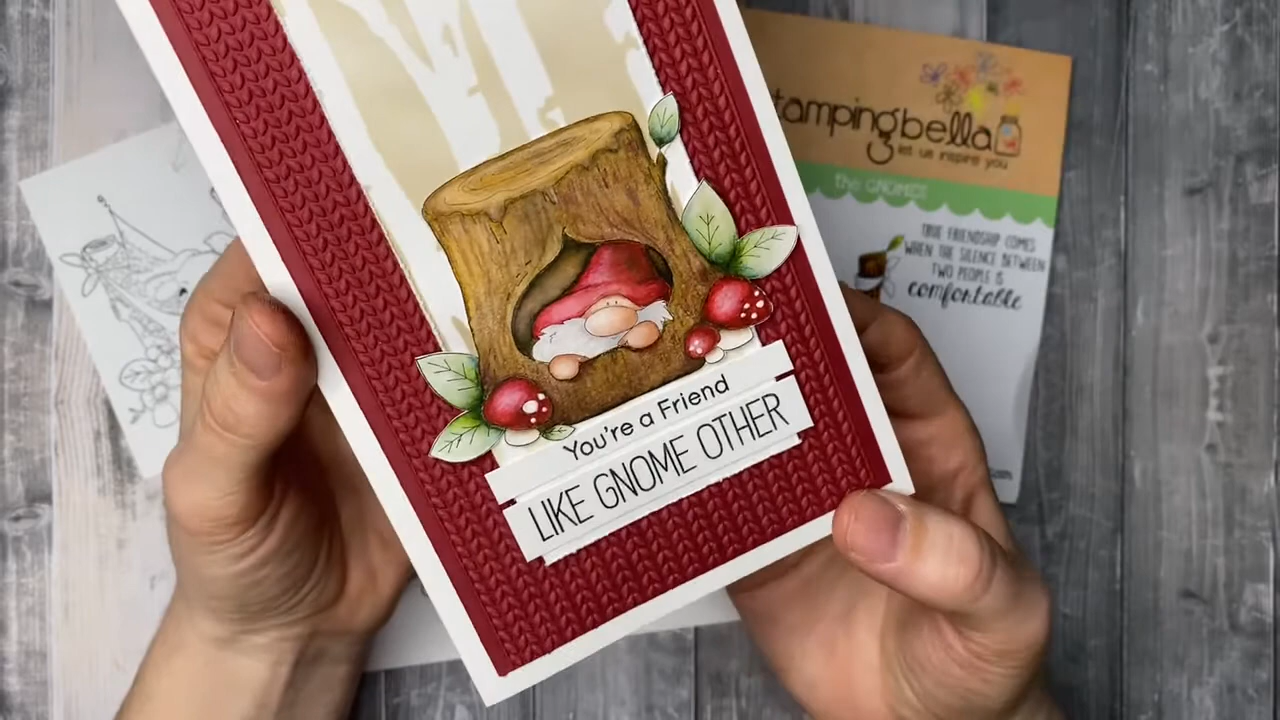 You're a Friend
LIKE GNOME OTHER
tampingbella
let us inspire you
the GNOMES
TRUE FRIENDSHIP COMES
WHEN THE SILENCE BETWEEN
TWO PEOPLE IS
comfortable